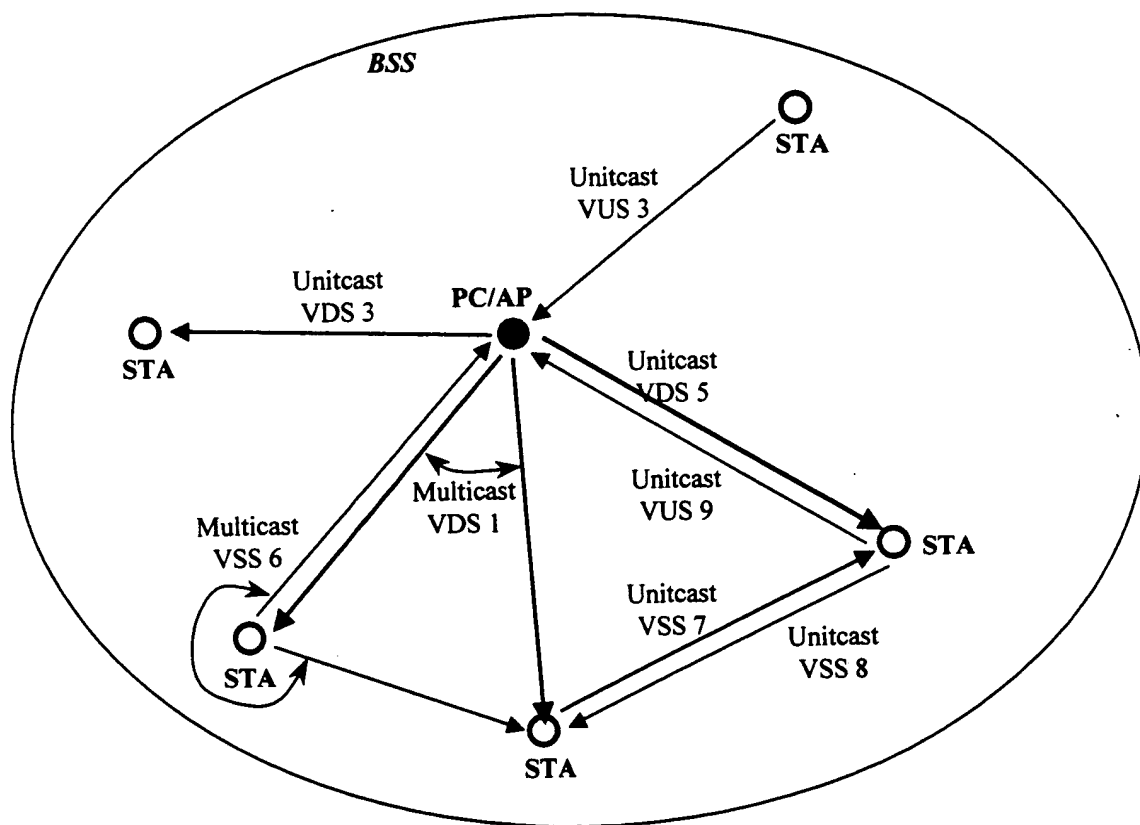 BSS
STA
Unitcast
VUS 3
Unitcast
VDS 3
PC/AP
STA
Unitcast
VDS 5
Multicast
VDS 1
Unitcast
VUS 9
Multicast
VSS 6
STA
STA
Unitcast
VSS 7
Unitcast
VSS 8
STA